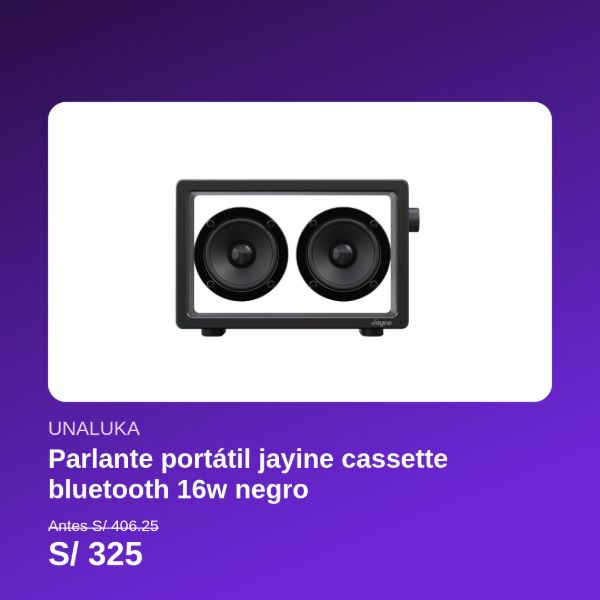 Jayine
UNALUKA
Parlante portátil jayine cassette
bluetooth 16w negro
Antes S/ 406.25
S/ 325